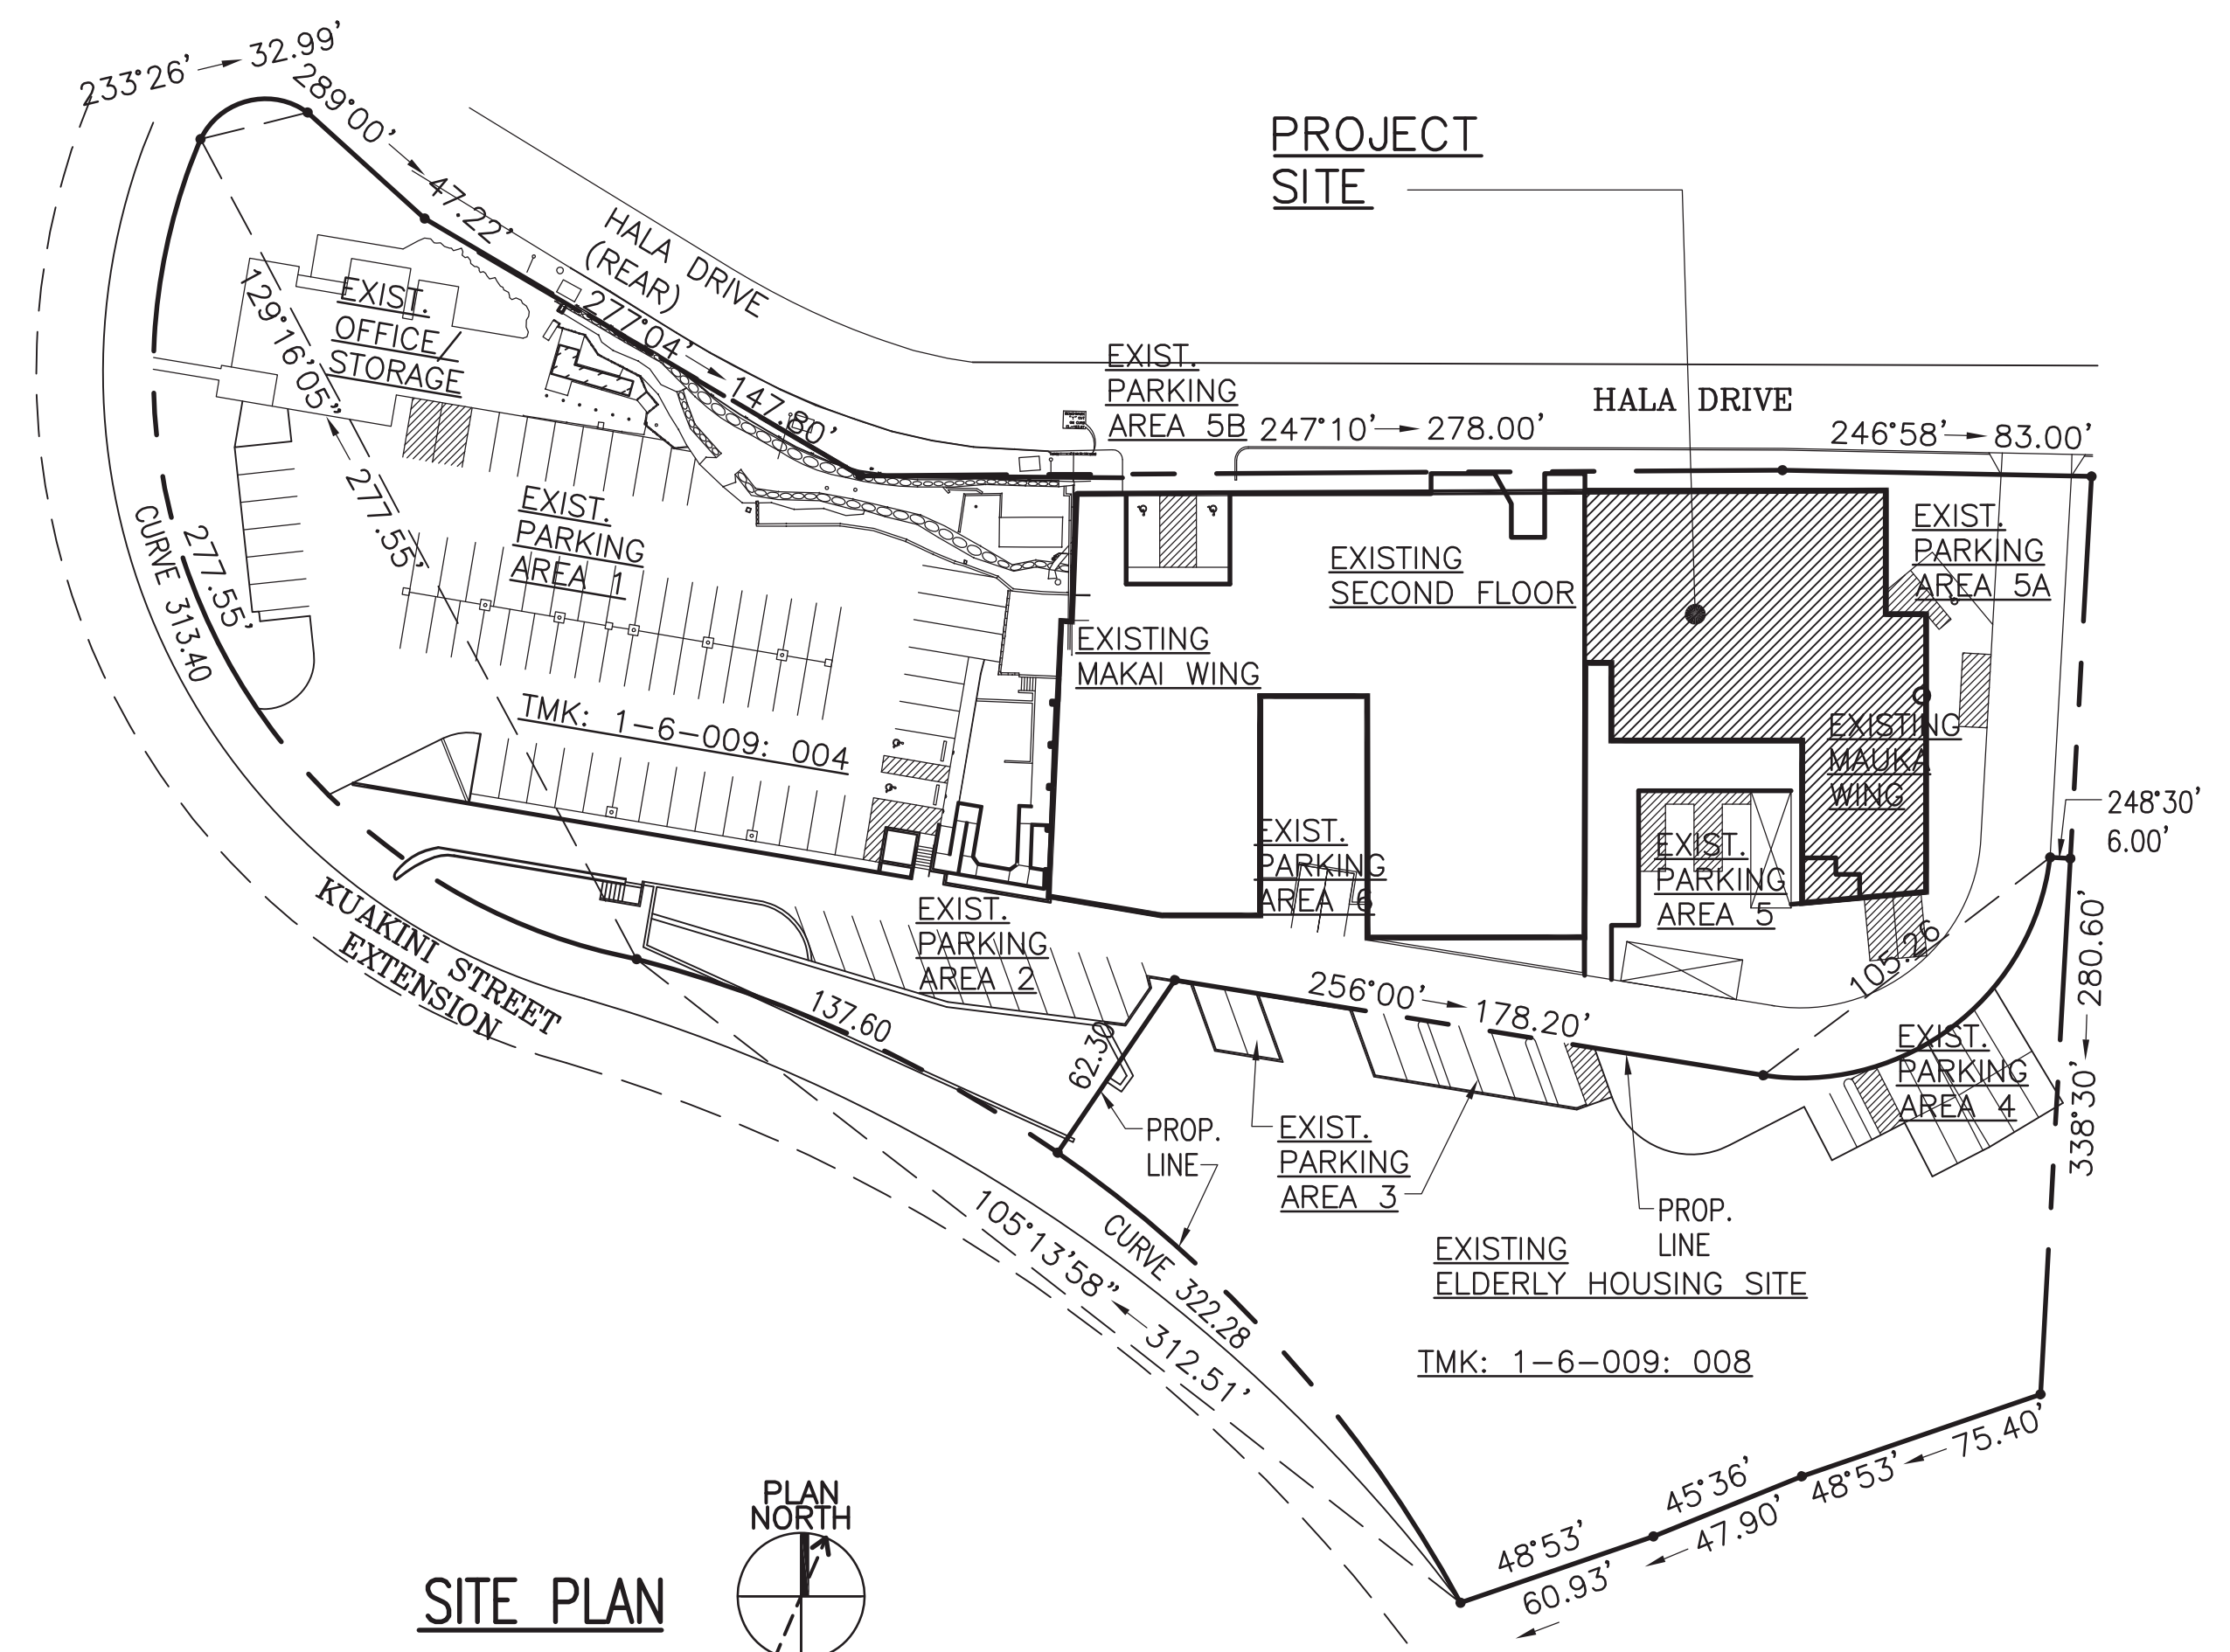 233°26' 32.99'
289°00' 47.22'
HALA DRIVE
(REAR)
277°04' 147.80'
PROJECT
SITE
EXIST.
OFFICE/
STORAGE
129°16'05" 277.55'
EXIST.
PARKING
AREA 5B
247°10' 278.00'
HALA DRIVE
246°58' 83.00'
EXIST.
PARKING
AREA 1
CURVE 313.40
277.55'
EXISTING
SECOND FLOOR
EXIST.
PARKING
AREA 5A
EXISTING
MAKAI WING
TMK: 1-6-009: 004
EXISTING
MAUKA
WING
248°30'
6.00'
EXIST.
PARKING
AREA 6
EXIST.
PARKING
AREA 5
KUAKINI STREET
EXTENSION
EXIST.
PARKING
AREA 2
105.26
280.60'
338°30'
137.60
62.30
256°00' 178.20'
EXIST.
PARKING
AREA 4
PROP.
LINE
EXIST.
PARKING
AREA 3
PROP.
LINE
105°13'58" 312.51'
CURVE 322.28
EXISTING
ELDERLY HOUSING SITE
TMK: 1-6-009: 008
75.40'
48°53'
45°36'
47.90'
48°53'
60.93'
PLAN
NORTH
SITE PLAN